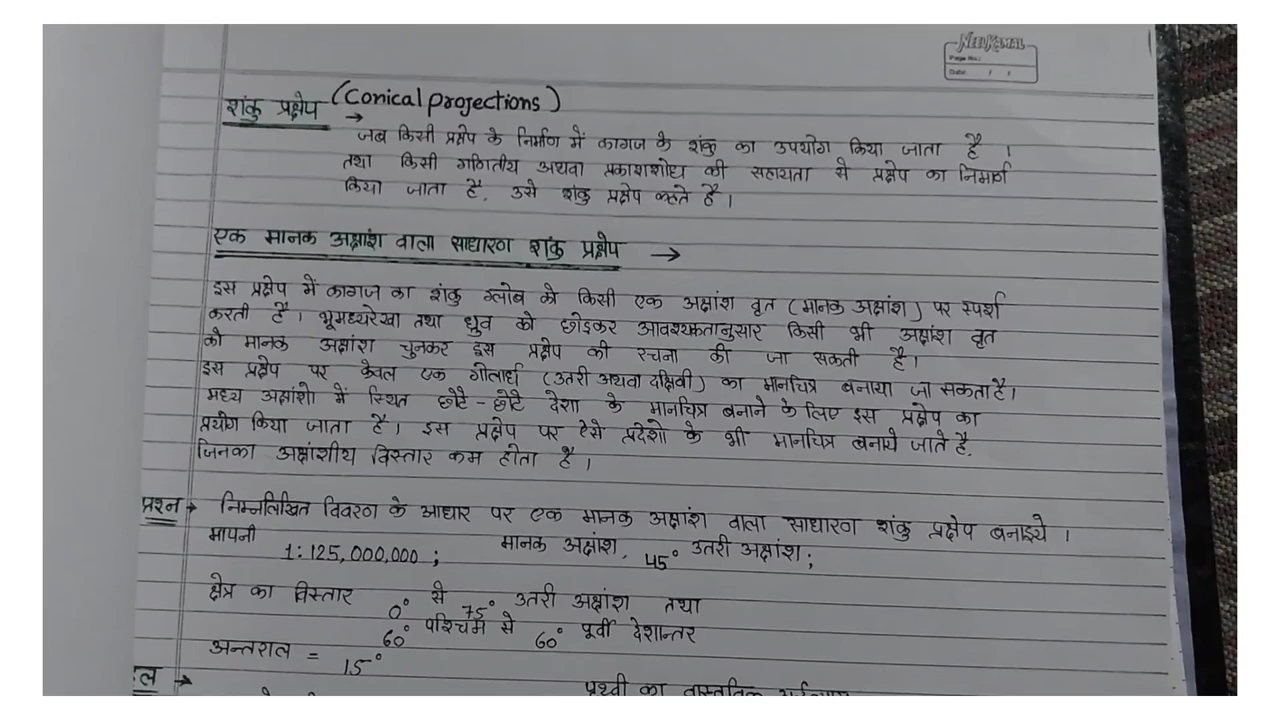 NEELKAMAL
Page No.:
Date: / /
शंकु प्रक्षेप (Conical projections)
→ जब किसी प्रक्षेप के निर्माण में कागज के शंकु का उपयोग किया जाता है ।
तथा किसी गणितीय अथवा प्रकाशशोध की सहायता से प्रक्षेप का निमार्ण
किया जाता है, उसे शंकु प्रक्षेप कहते है ।
एक मानक अक्षांश वाला साधारण शंकु प्रक्षेप →
इस प्रक्षेप में कागज का शंकु ग्लोब को किसी एक अक्षांश वृत (मानक अक्षांश) पर स्पर्श
करती है । भूमध्यरेखा तथा ध्रुव को छोड़कर आवश्यकतानुसार किसी भी अक्षांश वृत
को मानक अक्षांश चुनकर इस प्रक्षेप की रचना की जा सकती है ।
इस प्रक्षेप पर केवल एक गोलार्ध (उतरी अथवा दक्षिवी) का मानचित्र बनाया जा सकता है ।
मध्य अक्षांशो में स्थित छोटे-छोटे देशा के मानचित्र बनाने के लिए इस प्रक्षेप का
प्रयोग किया जाता है । इस प्रक्षेप पर ऐसे प्रदेशो के भी मानचित्र बनाये जाते है.
जिनका अक्षांशीय विस्तार कम होता है ।
प्रश्न → निम्नलिखित विवरण के आधार पर एक मानक अक्षांश वाला साधारण शंकु प्रक्षेप बनाइये ।
मापनी 1:125,000,000 ; मानक अक्षांश, 45° उतरी अक्षांश ;
क्षेत्र का विस्तार 0° से 75° उतरी अक्षांश तथा
60° पश्चिम से 60° पूर्वी देशान्तर
अन्तराल = 15°
→ पृथ्वी का वास्तविक